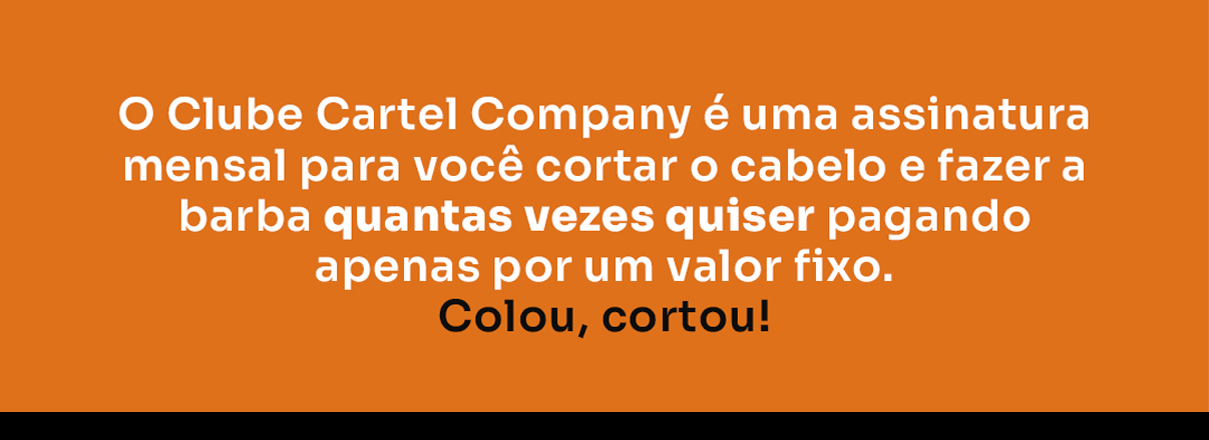 O Clube Cartel Company é uma assinatura
mensal para você cortar o cabelo e fazer a
barba quantas vezes quiser pagando
apenas por um valor fixo.
Colou, cortou!